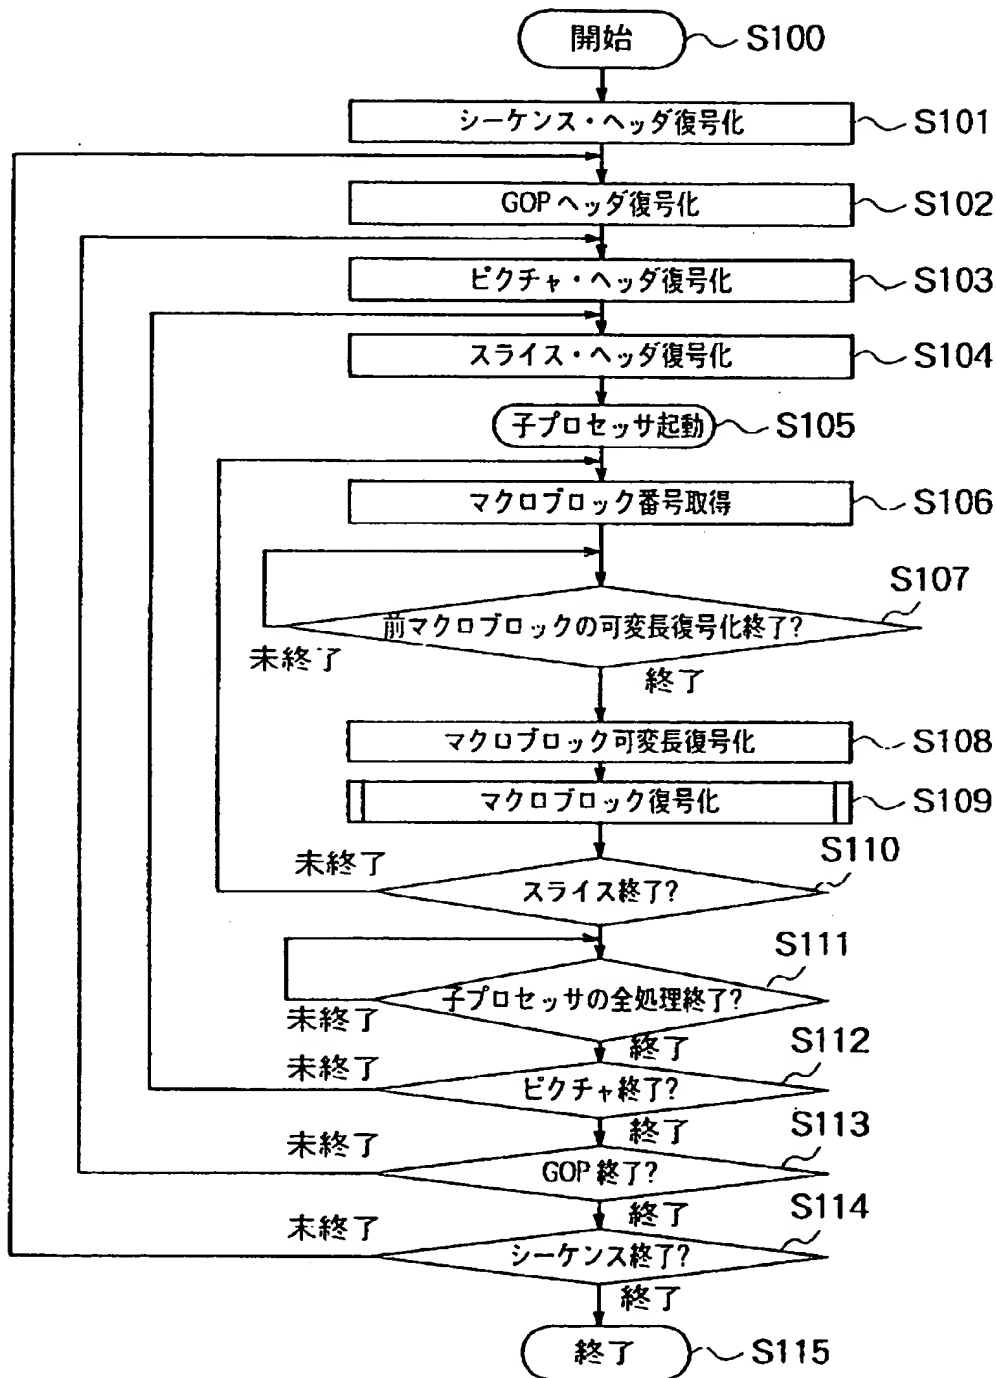 開始 S100
シーケンス・ヘッダ復号化 S101
GOPヘッダ復号化 S102
ピクチャ・ヘッダ復号化 S103
スライス・ヘッダ復号化 S104
子プロセッサ起動 S105
マクロブロック番号取得 S106
S107
前マクロブロックの可変長復号化終了?
未終了
終了
マクロブロック可変長復号化 S108
マクロブロック復号化 S109
S110
未終了
スライス終了?
S111
子プロセッサの全処理終了?
未終了
終了
S112
未終了
ピクチャ終了?
終了
S113
未終了
GOP終了?
終了
S114
未終了
シーケンス終了?
終了
終了 S115